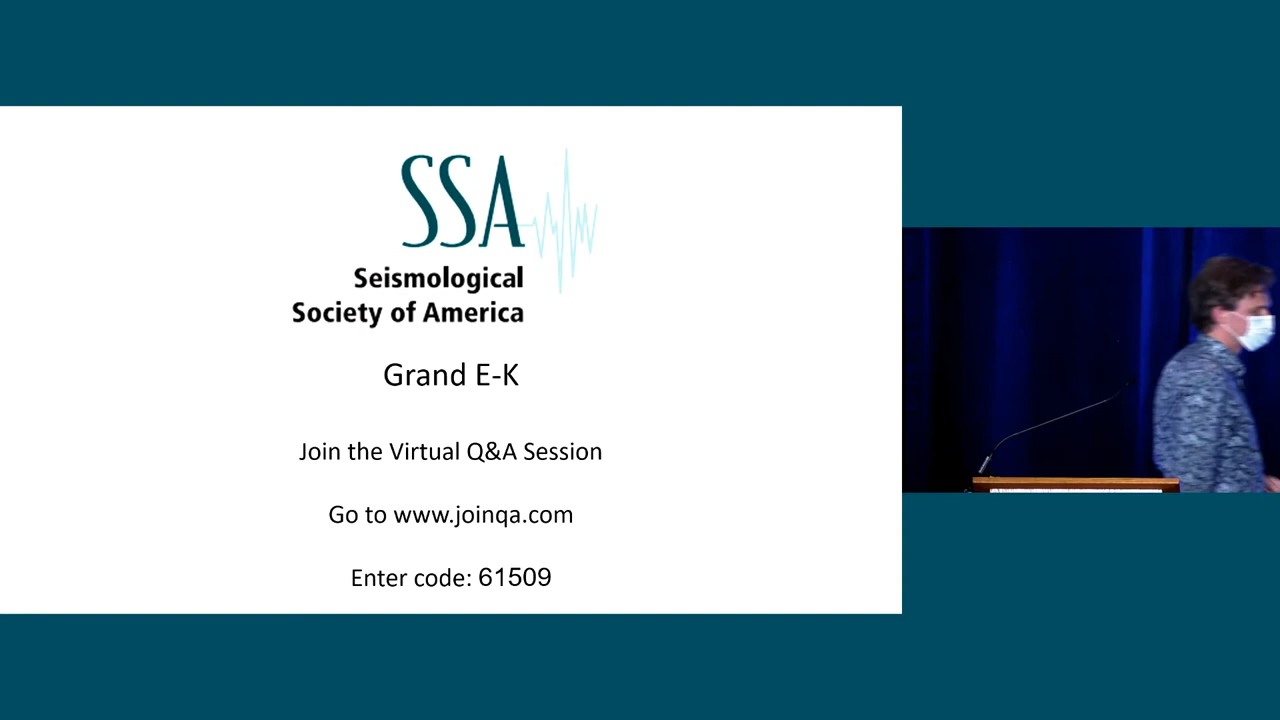 SSA
Seismological
Society of America
Grand E-K
Join the Virtual Q&A Session
Go to www.joinqa.com
Enter code: 61509